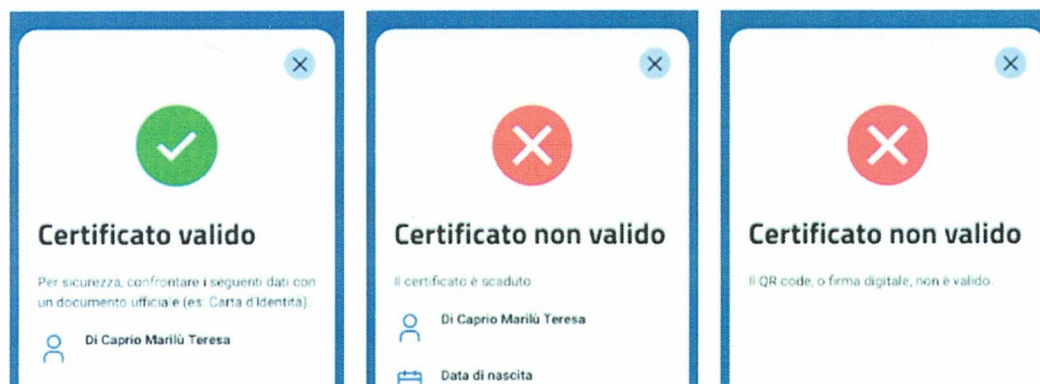 Certificato valido
Per sicurezza, confrontare i seguenti dati con
un documento ufficiale (es: Carta d'Identità).
Di Caprio Marilù Teresa
Certificato non valido
Il certificato è scaduto
Di Caprio Marilù Teresa
Data di nascita
Certificato non valido
Il QR code, o firma digitale, non è valido.